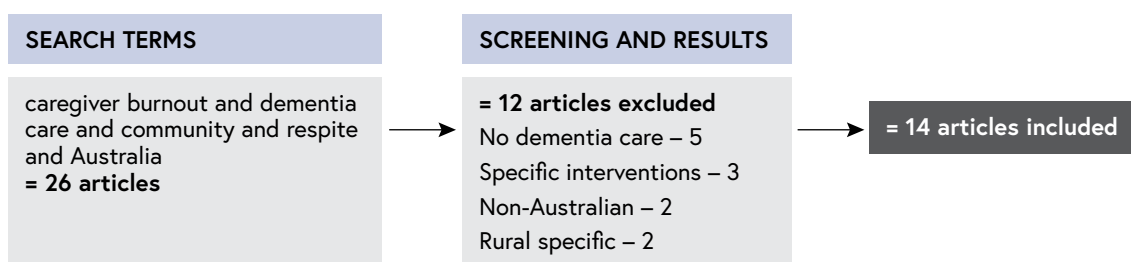 SEARCH TERMS
caregiver burnout and dementia
care and community and respite
and Australia
= 26 articles
SCREENING AND RESULTS
= 12 articles excluded
No dementia care – 5
Specific interventions – 3
Non-Australian – 2
Rural specific – 2
= 14 articles included